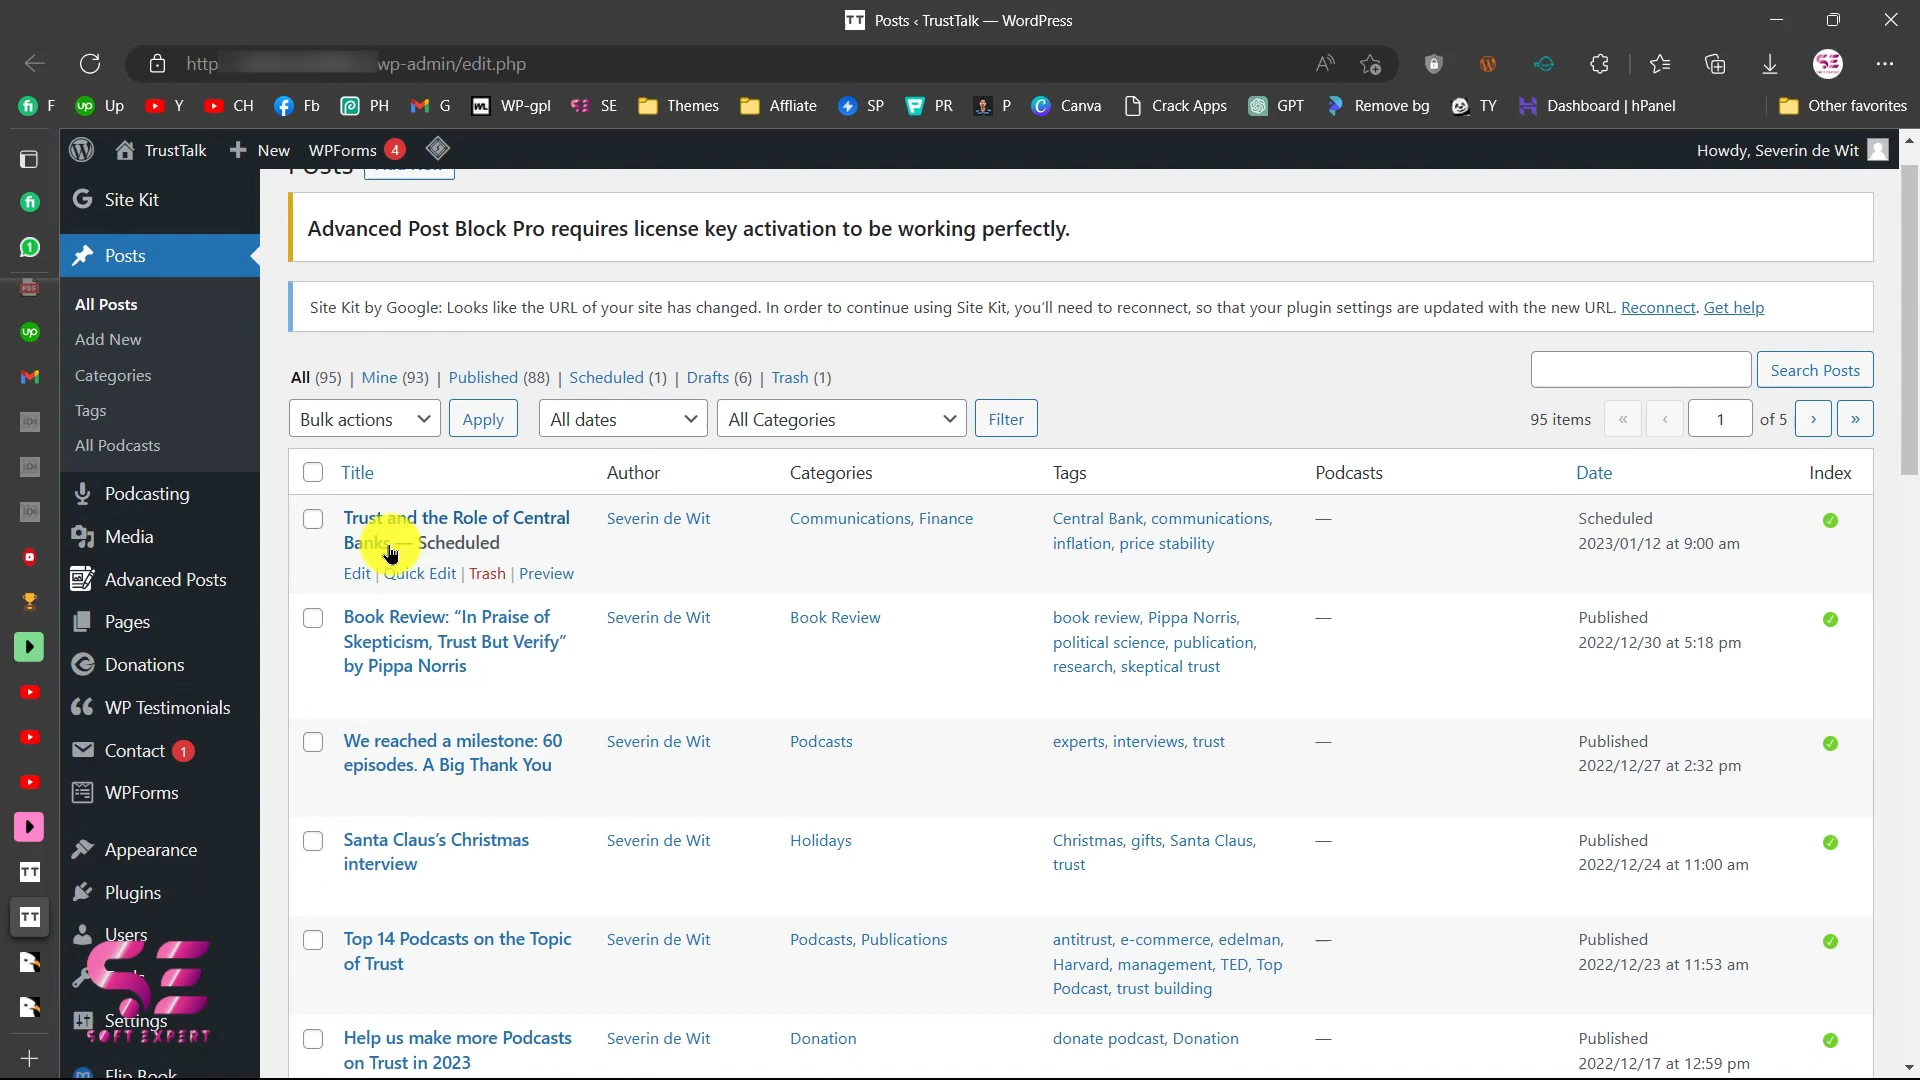 TT Posts ‹ TrustTalk — WordPress
http wp-admin/edit.php
F Up Y CH Fb PH G WP-gpl SE Themes Affliate SP PR P Canva Crack Apps GPT Remove bg TY Dashboard | hPanel Other favorites
TrustTalk + New WPForms 4 Howdy, Severin de Wit
Site Kit
Posts
All Posts
Add New
Categories
Tags
All Podcasts
Podcasting
Media
Advanced Posts
Pages
Donations
WP Testimonials
Contact 1
WPForms
Appearance
Plugins
Users
Settings
SE
SOFT EXPERT
Flip Book
Advanced Post Block Pro requires license key activation to be working perfectly.
Site Kit by Google: Looks like the URL of your site has changed. In order to continue using Site Kit, you'll need to reconnect, so that your plugin settings are updated with the new URL. Reconnect. Get help
All (95) | Mine (93) | Published (88) | Scheduled (1) | Drafts (6) | Trash (1)
Search Posts
Bulk actions Apply All dates All Categories Filter 95 items « ‹ 1 of 5 › »
Title Author Categories Tags Podcasts Date Index
Trust and the Role of Central Severin de Wit Communications, Finance Central Bank, communications, — Scheduled
Banks — Scheduled inflation, price stability 2023/01/12 at 9:00 am
Edit | Quick Edit | Trash | Preview
Book Review: “In Praise of Severin de Wit Book Review book review, Pippa Norris, — Published
Skepticism, Trust But Verify” political science, publication, 2022/12/30 at 5:18 pm
by Pippa Norris research, skeptical trust
We reached a milestone: 60 Severin de Wit Podcasts experts, interviews, trust — Published
episodes. A Big Thank You 2022/12/27 at 2:32 pm
Santa Claus’s Christmas Severin de Wit Holidays Christmas, gifts, Santa Claus, — Published
interview trust 2022/12/24 at 11:00 am
Top 14 Podcasts on the Topic Severin de Wit Podcasts, Publications antitrust, e-commerce, edelman, — Published
of Trust Harvard, management, TED, Top 2022/12/23 at 11:53 am
Podcast, trust building
Help us make more Podcasts Severin de Wit Donation donate podcast, Donation — Published
on Trust in 2023 2022/12/17 at 12:59 pm